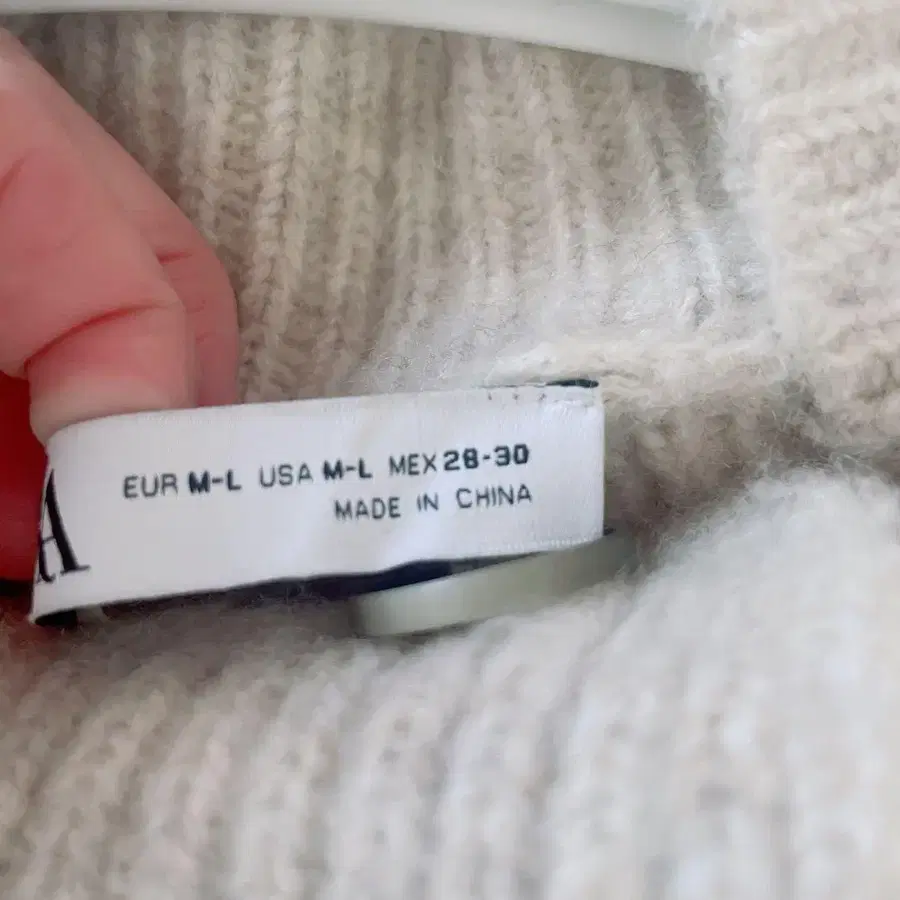 EUR M-L USA M-L MEX 28-30
MADE IN CHINA
A